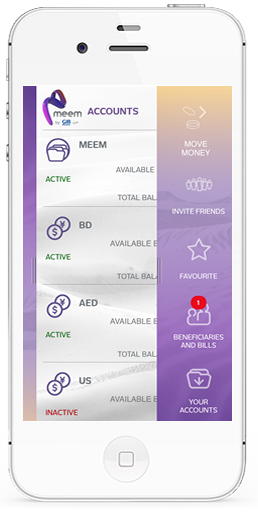 meem
by GIB
ACCOUNTS
MEEM
AVAILABLE
ACTIVE
TOTAL BAL
BD
AVAILABLE B
ACTIVE
TOTAL BAL
AED
AVAILABLE B
ACTIVE
TOTAL BAL
US
AVAILABLE B
INACTIVE
MOVE
MONEY
INVITE FRIENDS
FAVOURITE
1
BENEFICIARIES
AND BILLS
YOUR
ACCOUNTS